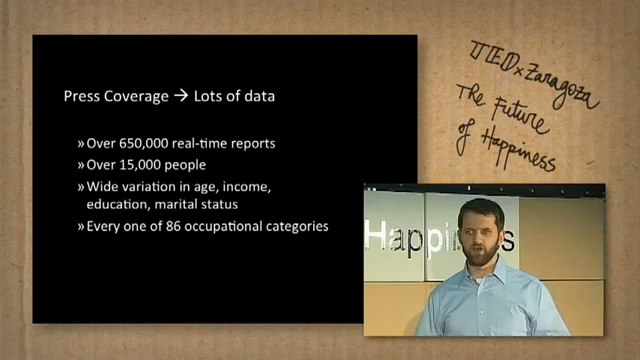 Press Coverage → Lots of data
» Over 650,000 real-time reports
» Over 15,000 people
» Wide variation in age, income,
education, marital status
» Every one of 86 occupational categories
TEDxZaragoza
The Future
of Happiness
Happiness